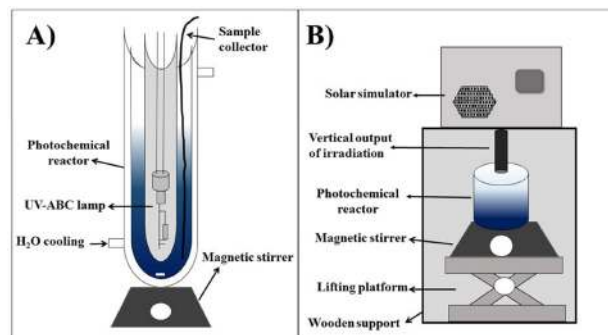 A)
Sample
collector
Photochemical
reactor
UV-ABC lamp
H₂O cooling
Magnetic stirrer
B)
Solar simulator
Vertical output
of irradiation
Photochemical
reactor
Magnetic stirrer
Lifting platform
Wooden support